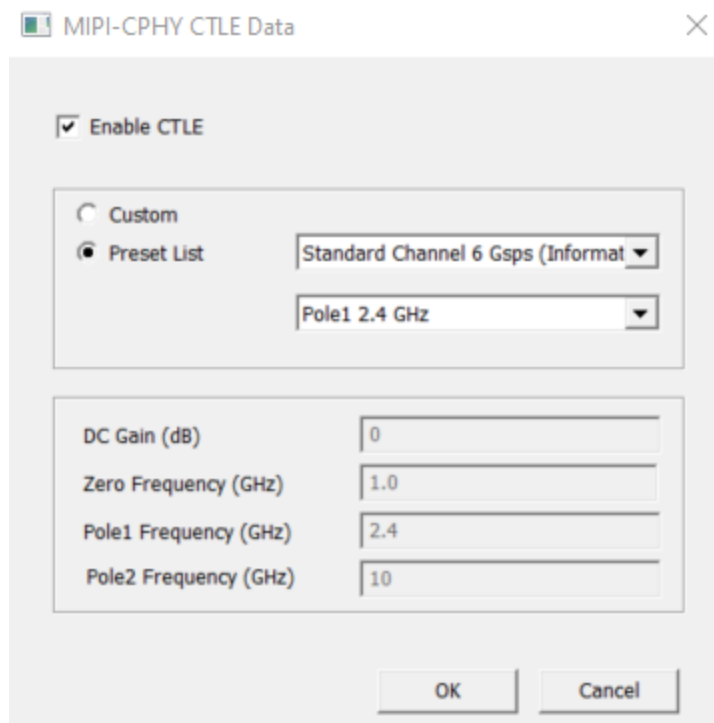 MIPI-CPHY CTLE Data
Enable CTLE
Custom
Preset List Standard Channel 6 Gsps (Informat
Pole1 2.4 GHz
DC Gain (dB) 0
Zero Frequency (GHz) 1.0
Pole1 Frequency (GHz) 2.4
Pole2 Frequency (GHz) 10
OK Cancel